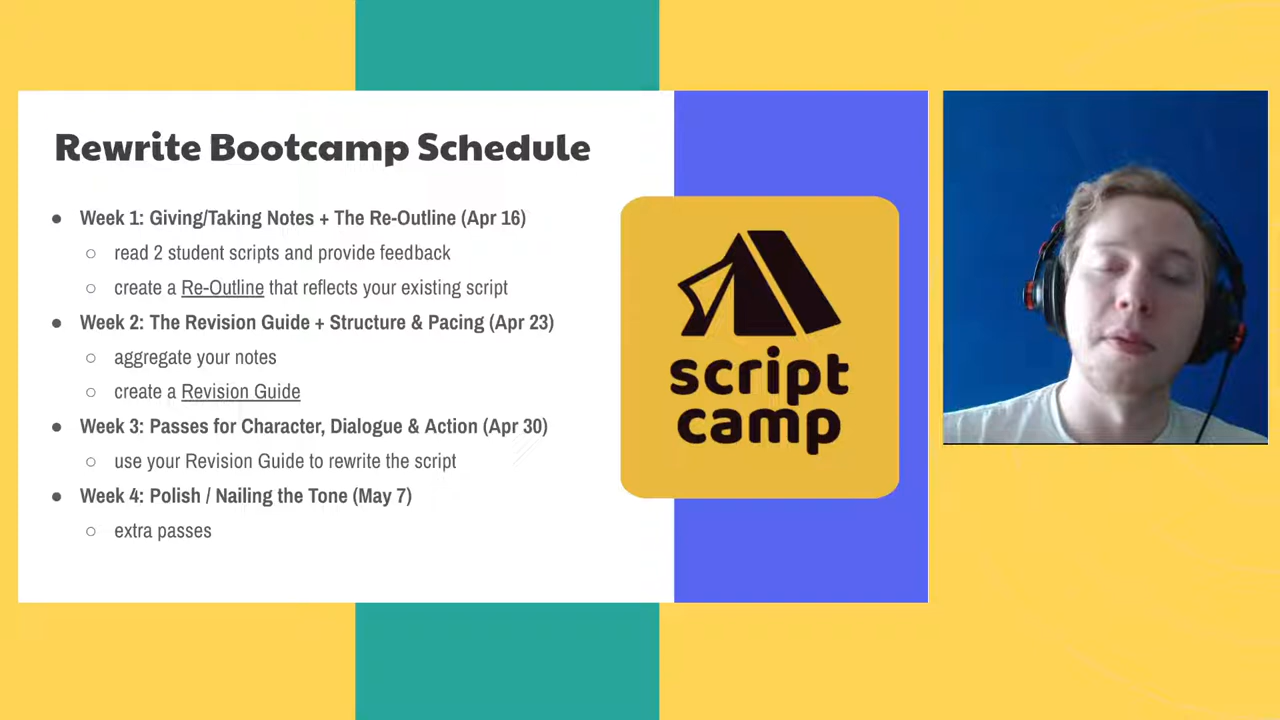 Rewrite Bootcamp Schedule
● Week 1: Giving/Taking Notes + The Re-Outline (Apr 16)
○ read 2 student scripts and provide feedback
○ create a Re-Outline that reflects your existing script
● Week 2: The Revision Guide + Structure & Pacing (Apr 23)
○ aggregate your notes
○ create a Revision Guide
● Week 3: Passes for Character, Dialogue & Action (Apr 30)
○ use your Revision Guide to rewrite the script
● Week 4: Polish / Nailing the Tone (May 7)
○ extra passes
script
camp